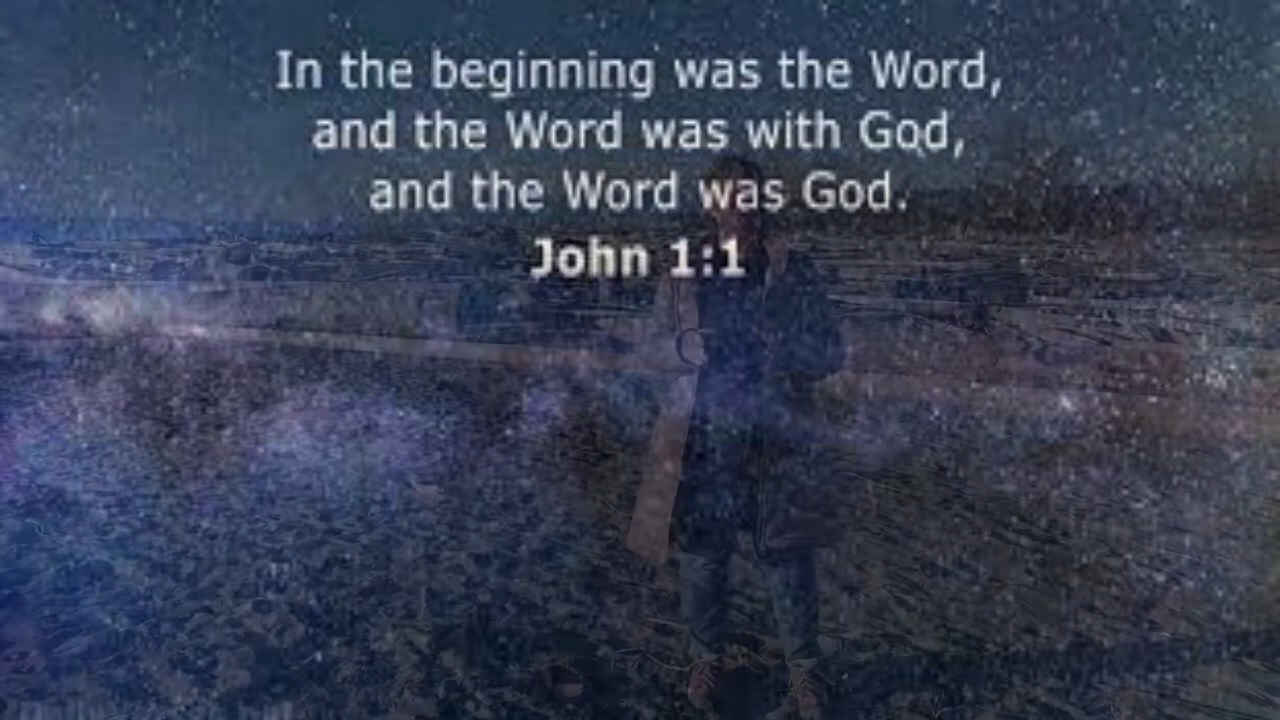 In the beginning was the Word,
and the Word was with God,
and the Word was God.
John 1:1